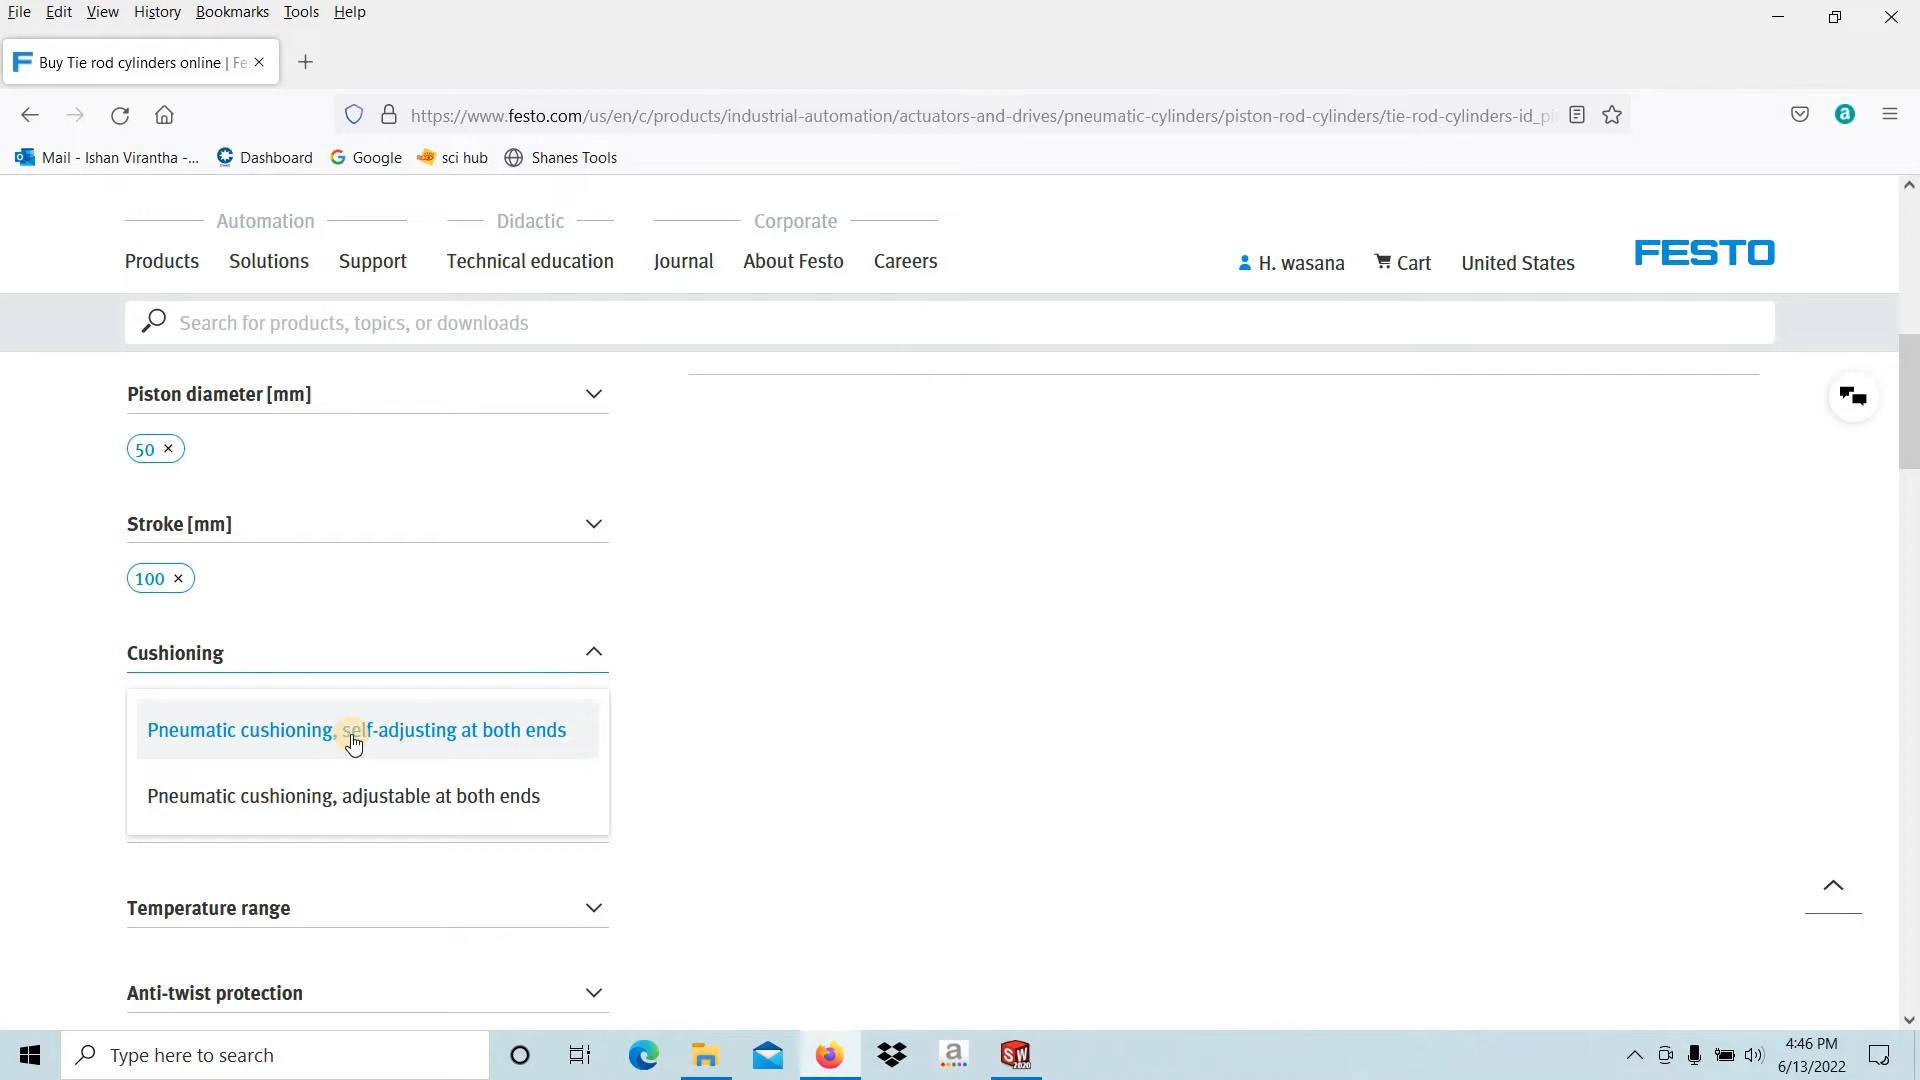 File Edit View History Bookmarks Tools Help
Buy Tie rod cylinders online | Fe
https://www.festo.com/us/en/c/products/industrial-automation/actuators-and-drives/pneumatic-cylinders/piston-rod-cylinders/tie-rod-cylinders-id_pi
Mail - Ishan Virantha -... Dashboard Google sci hub Shanes Tools
Automation Didactic Corporate
Products Solutions Support Technical education Journal About Festo Careers H. wasana Cart United States FESTO
Search for products, topics, or downloads
Piston diameter [mm]
50 ×
Stroke [mm]
100 ×
Cushioning
Pneumatic cushioning, self-adjusting at both ends
Pneumatic cushioning, adjustable at both ends
Temperature range
Anti-twist protection
Type here to search
4:46 PM
6/13/2022